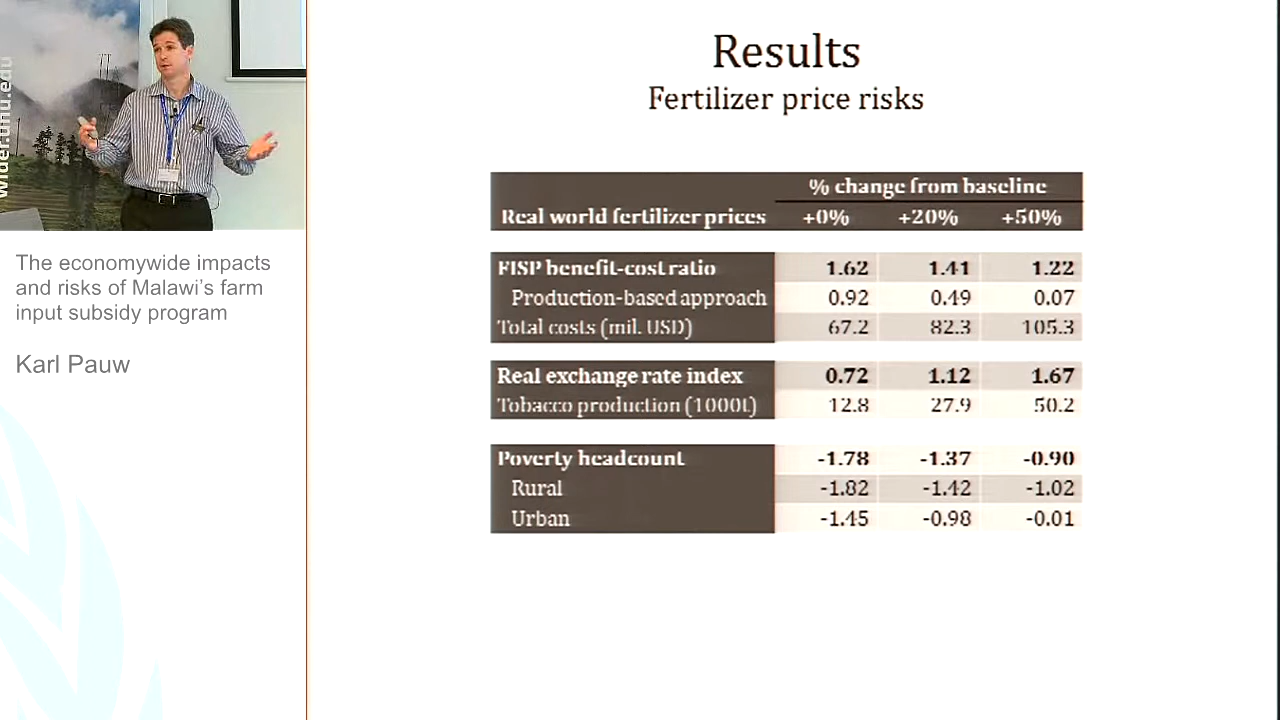 wider.unu.edu
The economywide impacts
and risks of Malawi's farm
input subsidy program
Karl Pauw
Results
Fertilizer price risks
% change from baseline
Real world fertilizer prices +0% +20% +50%
FISP benefit-cost ratio 1.62 1.41 1.22
Production-based approach 0.92 0.49 0.07
Total costs (mil. USD) 67.2 82.3 105.3
Real exchange rate index 0.72 1.12 1.67
Tobacco production (1000t) 12.8 27.9 50.2
Poverty headcount -1.78 -1.37 -0.90
Rural -1.82 -1.42 -1.02
Urban -1.45 -0.98 -0.01